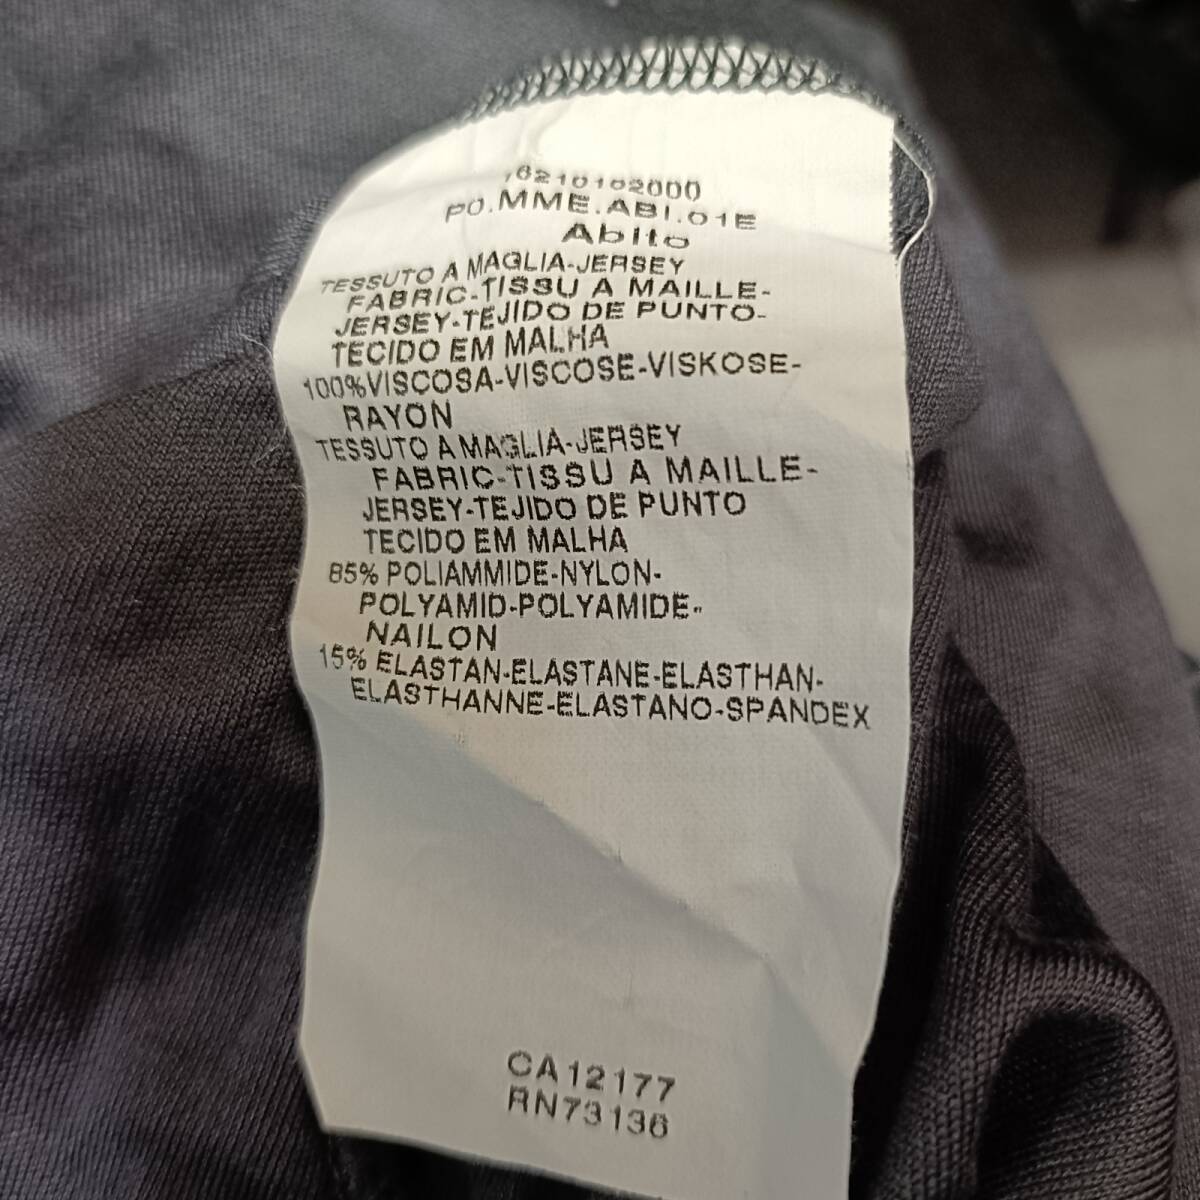 6210102000
PO.MME.ABI.01E
Abito
TESSUTO A MAGLIA-JERSEY
FABRIC-TISSU A MAILLE-
JERSEY-TEJIDO DE PUNTO-
TECIDO EM MALHA
100%VISCOSA-VISCOSE-VISKOSE-
RAYON
TESSUTO A MAGLIA-JERSEY
FABRIC-TISSU A MAILLE-
JERSEY-TEJIDO DE PUNTO
TECIDO EM MALHA
85% POLIAMMIDE-NYLON-
POLYAMID-POLYAMIDE-
NAILON
15% ELASTAN-ELASTANE-ELASTHAN-
ELASTHANNE-ELASTANO-SPANDEX
CA12177
RN73136